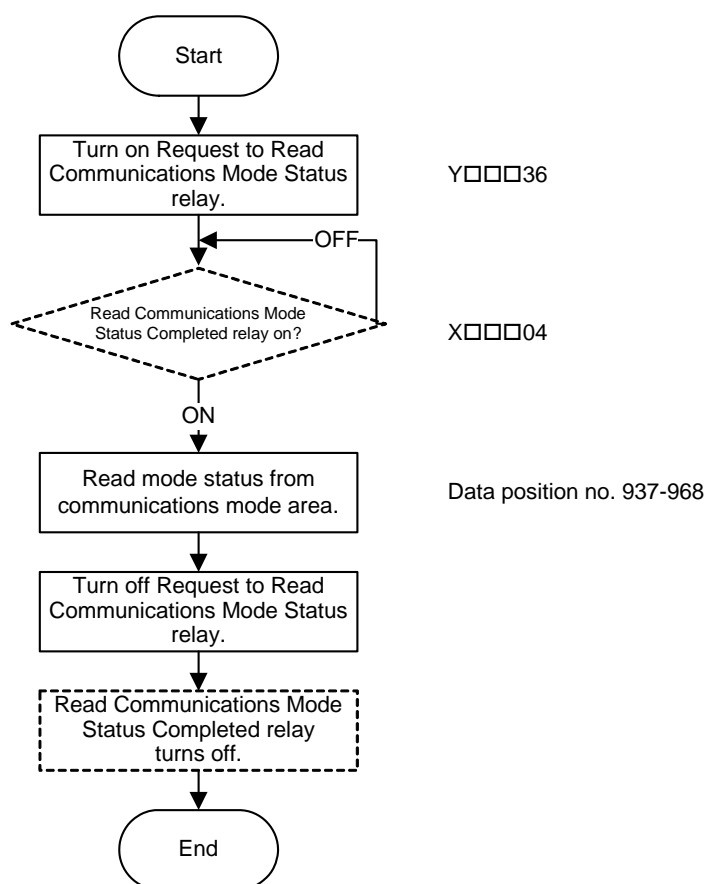 Start
Turn on Request to Read
Communications Mode Status
relay.
Y□□□36
OFF
Read Communications Mode
Status Completed relay on?
X□□□04
ON
Read mode status from
communications mode area.
Data position no. 937-968
Turn off Request to Read
Communications Mode Status
relay.
Read Communications Mode
Status Completed relay
turns off.
End